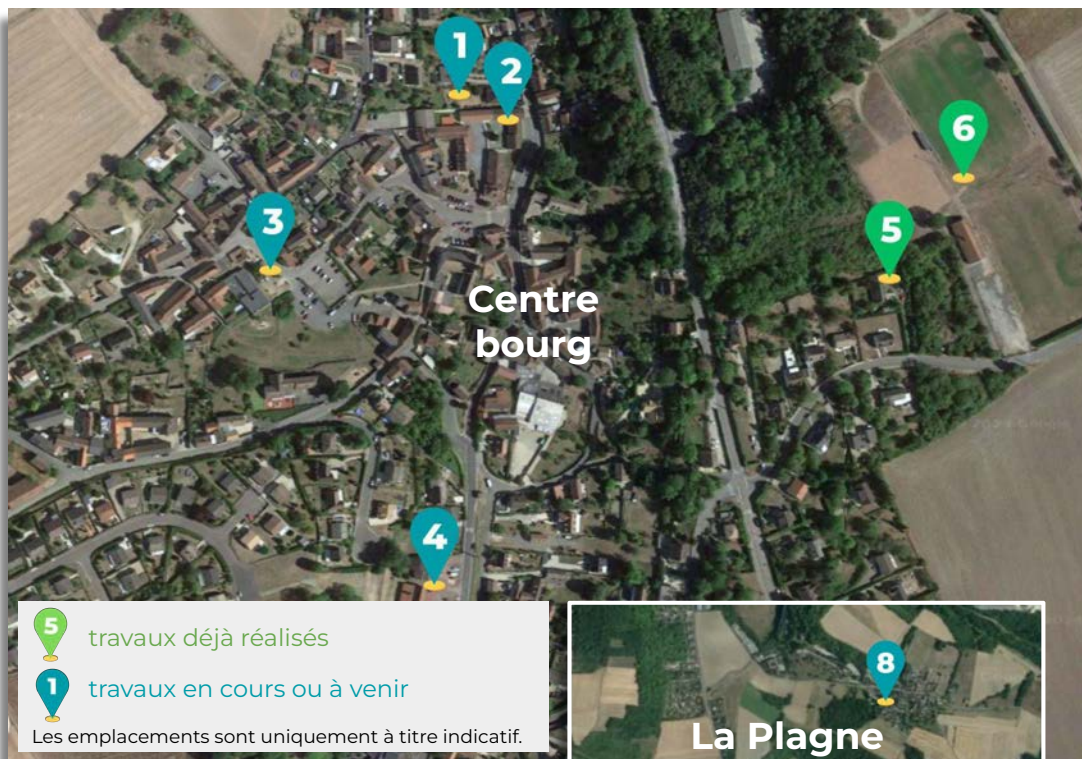 1
2
6
3
5
Centre
bourg
4
5 travaux déjà réalisés
1 travaux en cours ou à venir
Les emplacements sont uniquement à titre indicatif.
8
La Plagne